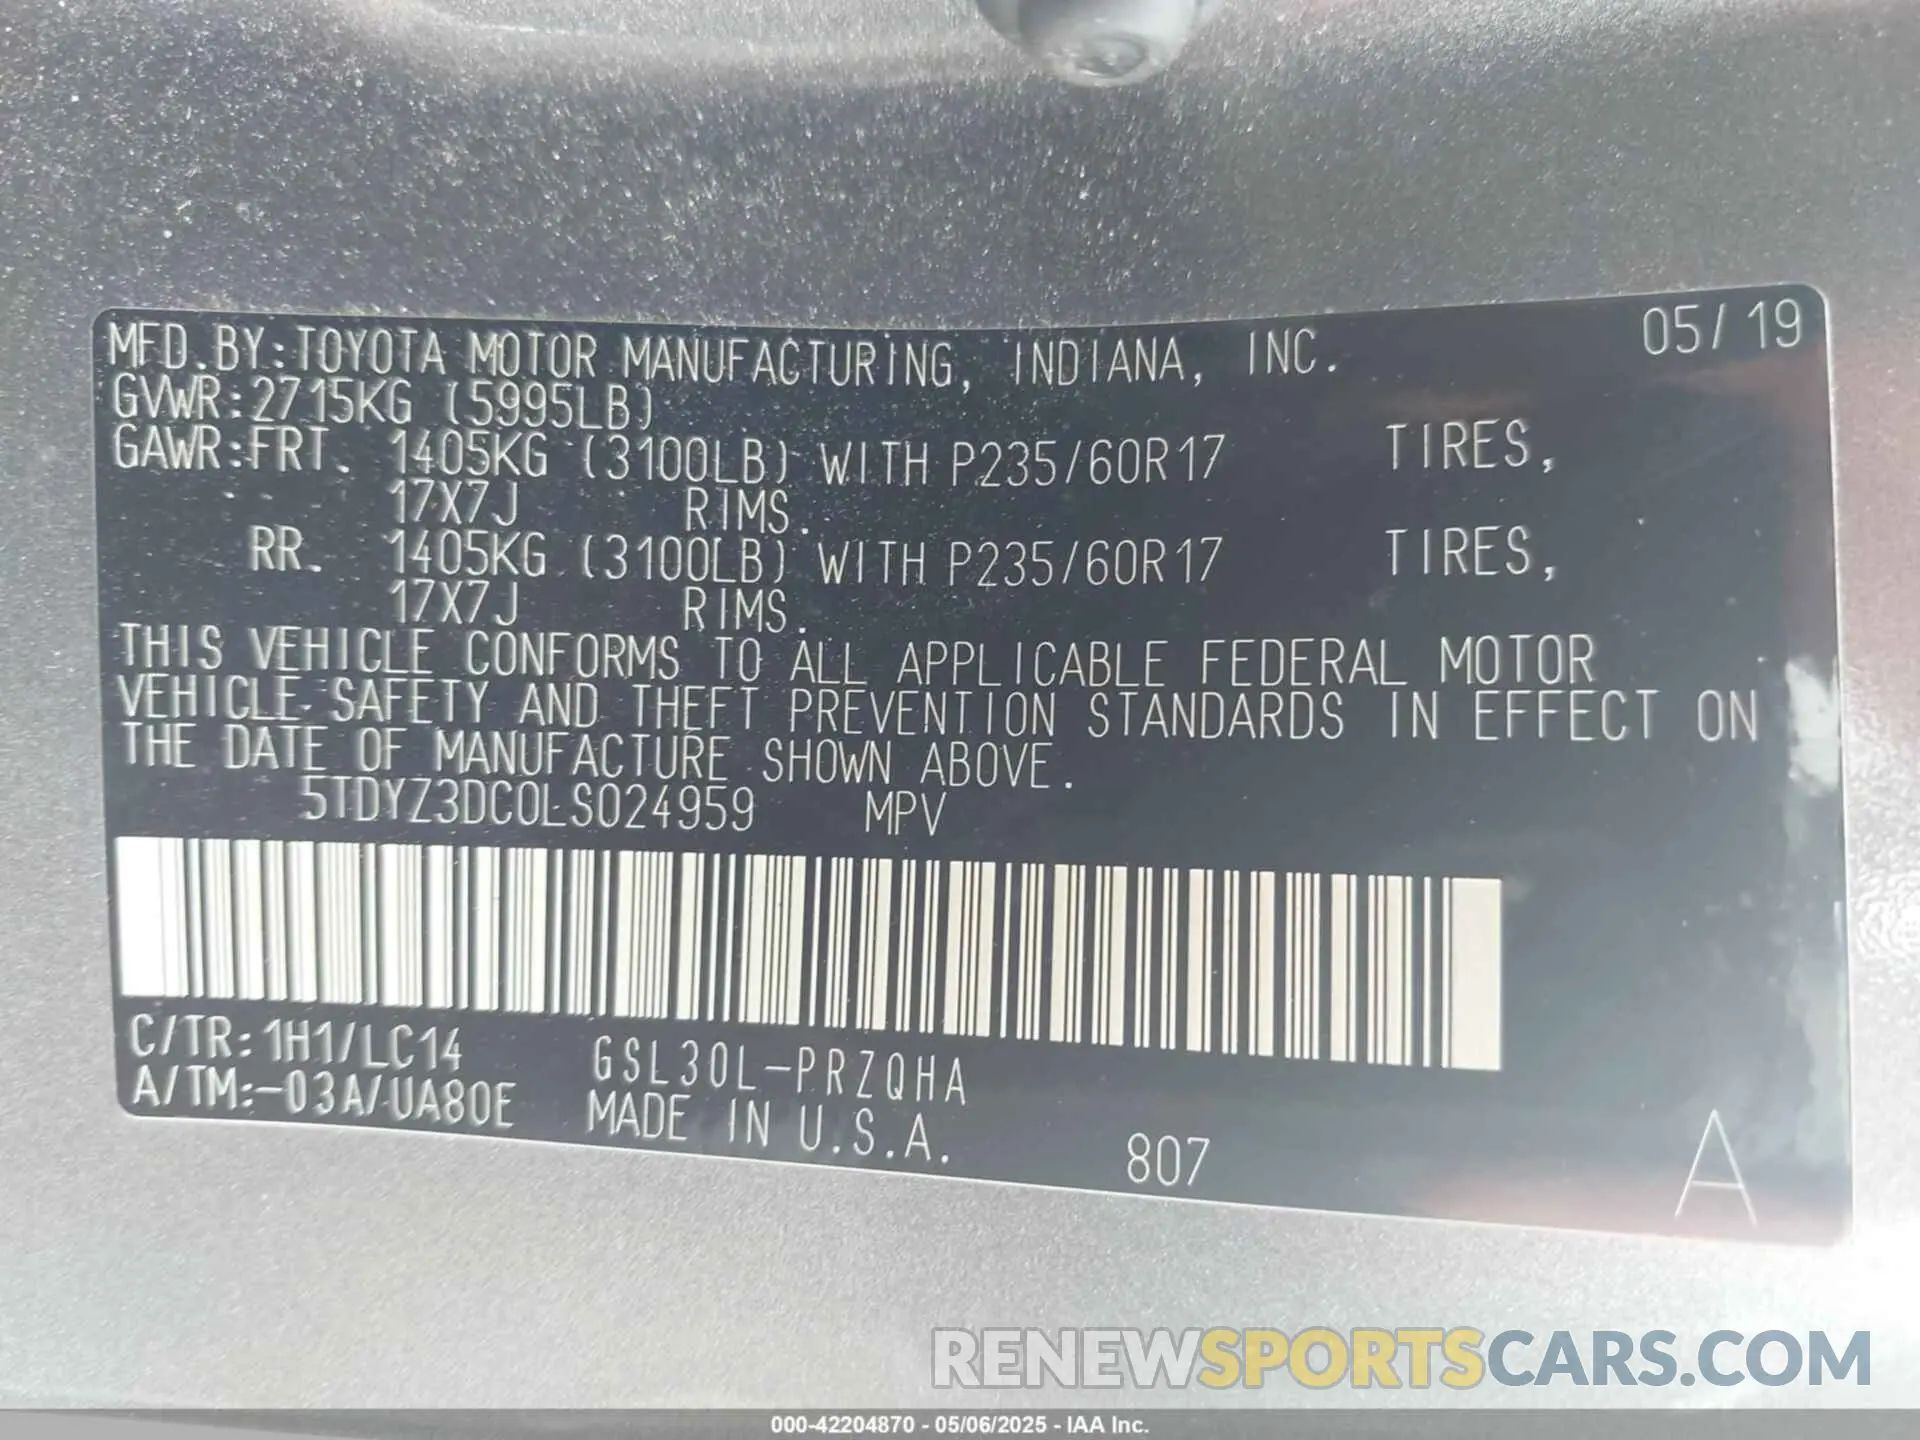 MFD.BY:TOYOTA MOTOR MANUFACTURING, INDIANA, INC. 05/19
GVWR:2715KG (5995LB)
GAWR:FRT. 1405KG (3100LB) WITH P235/60R17 TIRES,
17X7J RIMS.
RR. 1405KG (3100LB) WITH P235/60R17 TIRES,
17X7J RIMS.
THIS VEHICLE CONFORMS TO ALL APPLICABLE FEDERAL MOTOR
VEHICLE SAFETY AND THEFT PREVENTION STANDARDS IN EFFECT ON
THE DATE OF MANUFACTURE SHOWN ABOVE.
5TDYZ3DC0LS024959 MPV
C/TR:1H1/LC14 GSL30L-PRZQHA
A/TM:-03A/UA80E MADE IN U.S.A. 807 A
RENEWSPORTSCARS.COM
000-42204870 - 05/06/2025 - IAA Inc.